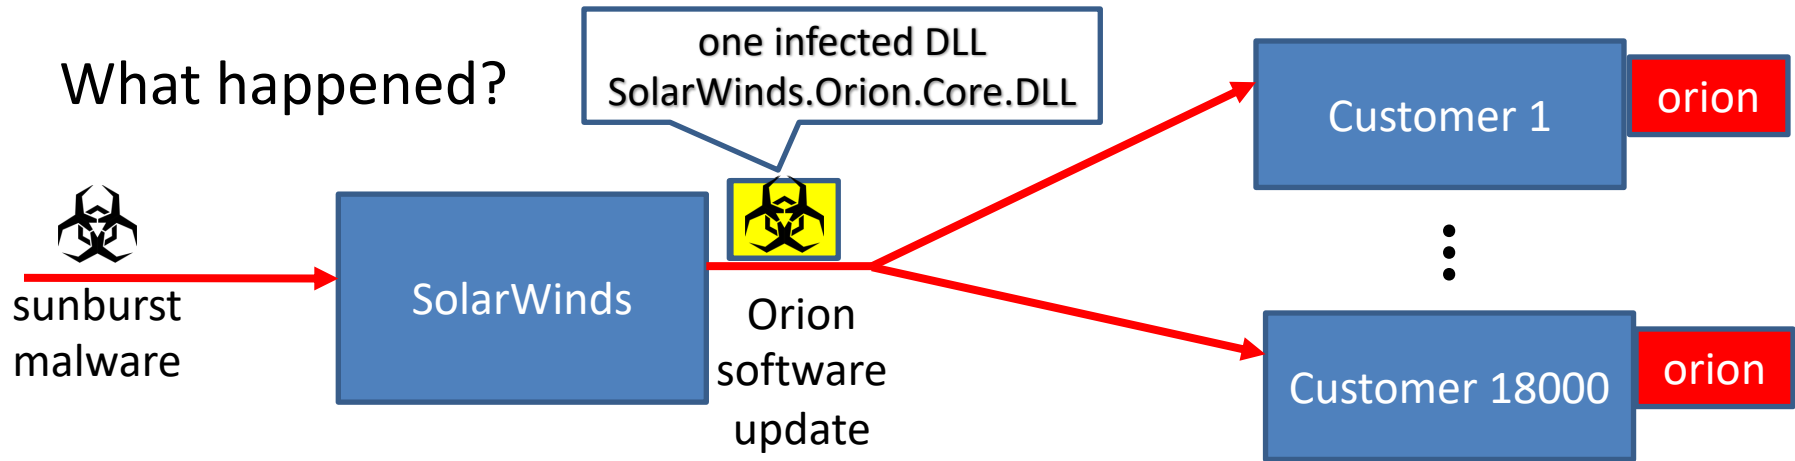 What happened?
one infected DLL
SolarWinds.Orion.Core.DLL
sunburst
malware
SolarWinds
Orion
software
update
Customer 1
orion
Customer 18000
orion